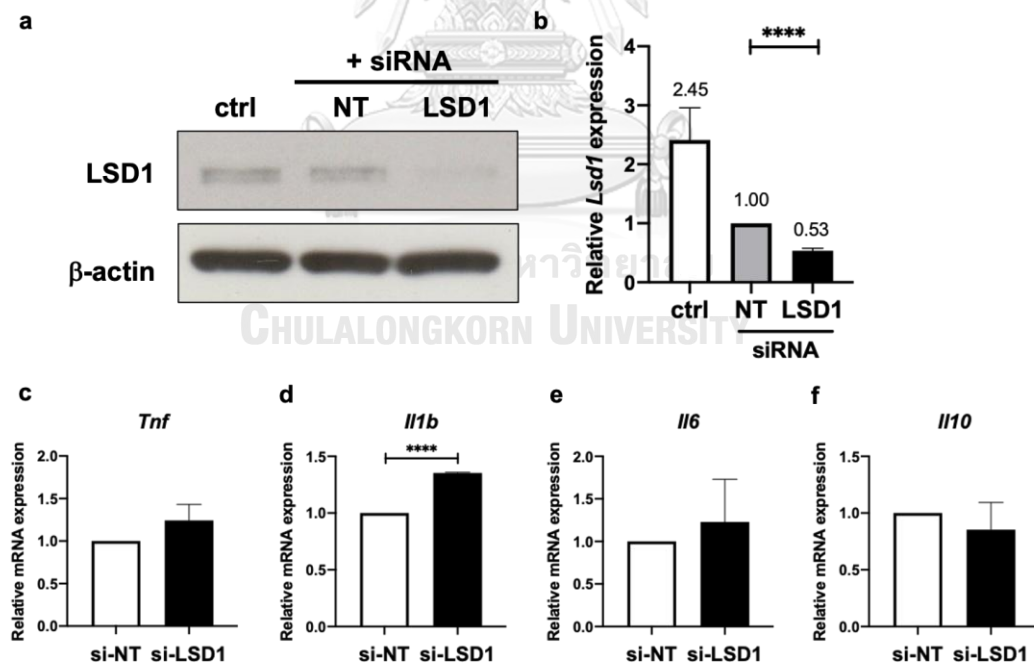 a
+ siRNA
ctrl NT LSD1
LSD1
β-actin
b
Relative Lsd1 expression
4
3
2
1
0
****
2.45
1.00
0.53
ctrl NT LSD1
siRNA
CHULALONGKORN UNIVERSITY
c
Tnf
Relative mRNA expression
2.0
1.5
1.0
0.5
0.0
si-NT si-LSD1
d
Il1b
Relative mRNA expression
1.5
1.0
0.5
0.0
****
si-NT si-LSD1
e
Il6
Relative mRNA expression
2.0
1.5
1.0
0.5
0.0
si-NT si-LSD1
f
Il10
Relative mRNA expression
1.5
1.0
0.5
0.0
si-NT si-LSD1